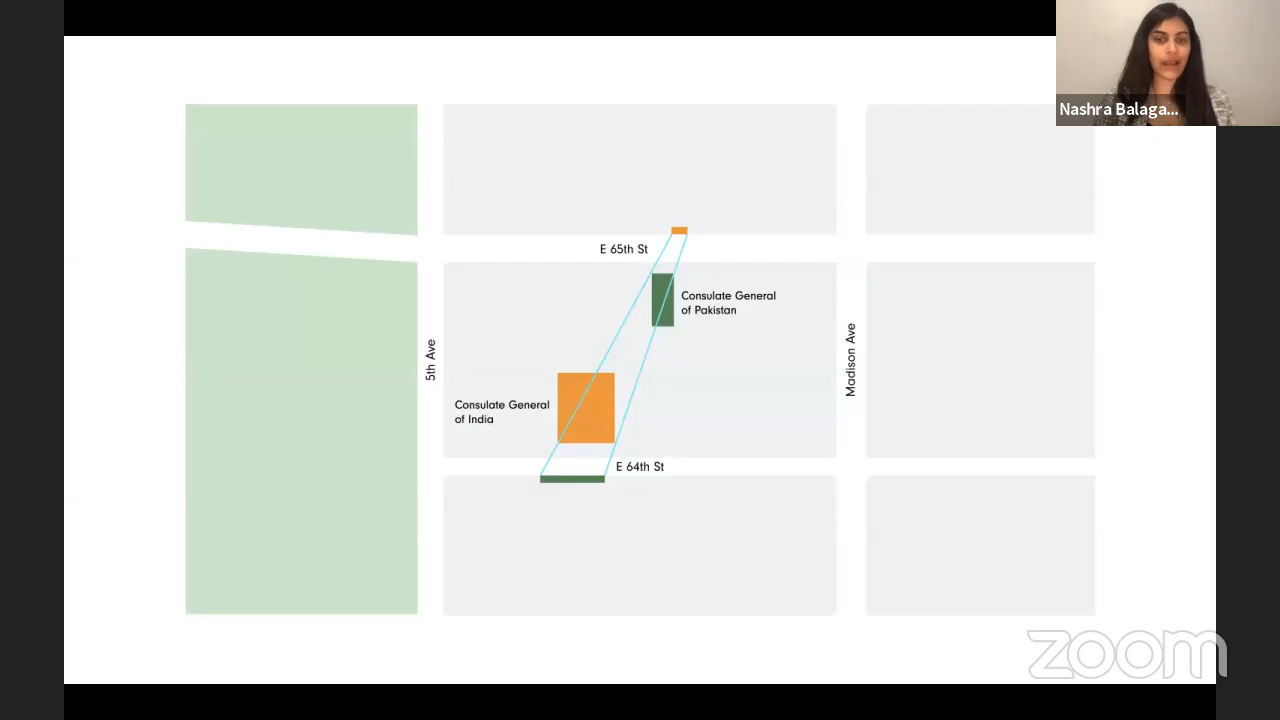 Nashra Balaga...
E 65th St
Consulate General
of Pakistan
5th Ave
Madison Ave
Consulate General
of India
E 64th St
zoom